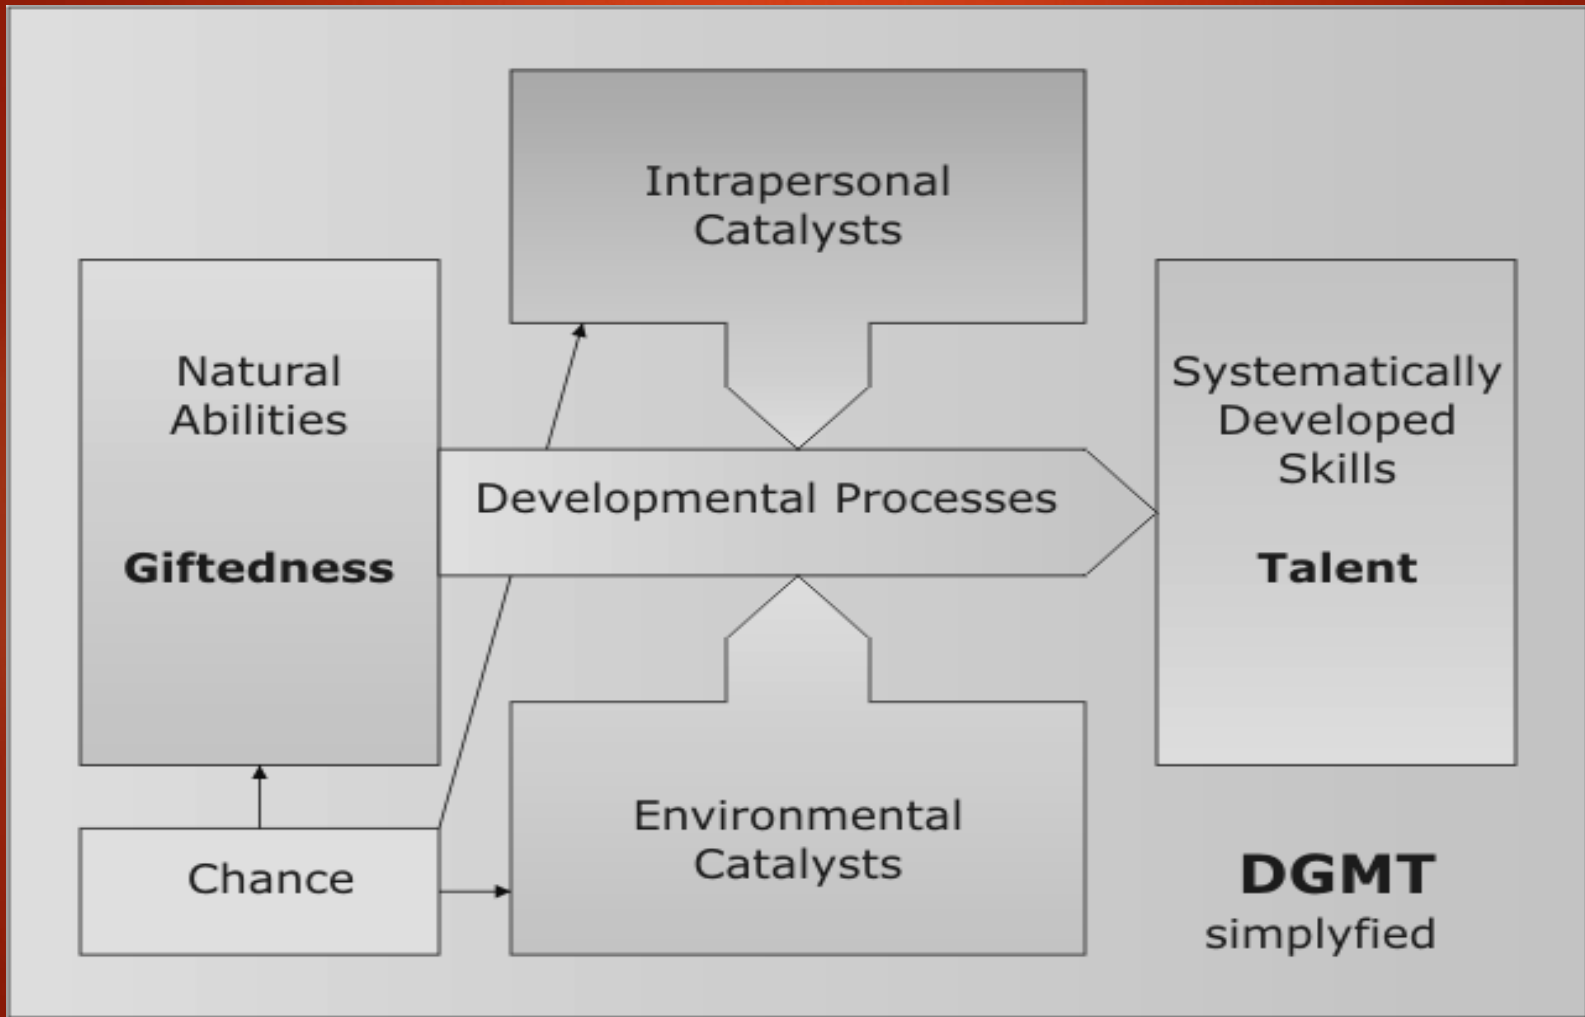 Intrapersonal
Catalysts
Natural
Abilities
Giftedness
Developmental Processes
Systematically
Developed
Skills
Talent
Environmental
Catalysts
Chance
DGMT
simplyfied